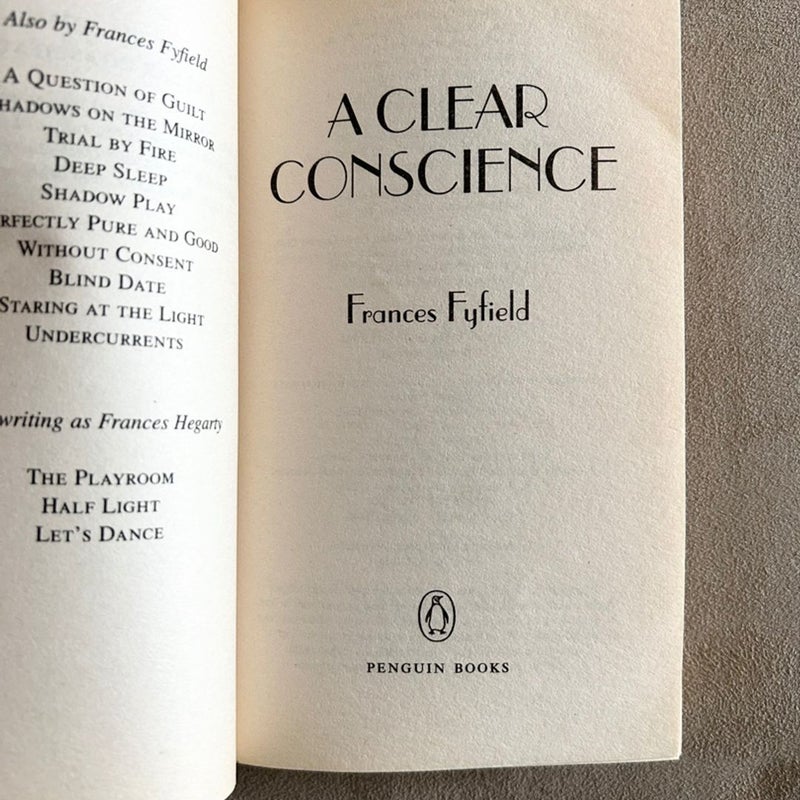 Also by Frances Fyfield
A QUESTION OF GUILT
HADOWS ON THE MIRROR
TRIAL BY FIRE
DEEP SLEEP
SHADOW PLAY
RFECTLY PURE AND GOOD
WITHOUT CONSENT
BLIND DATE
STARING AT THE LIGHT
UNDERCURRENTS
writing as Frances Hegarty
THE PLAYROOM
HALF LIGHT
LET'S DANCE
A CLEAR
CONSCIENCE
Frances Fyfield
PENGUIN BOOKS